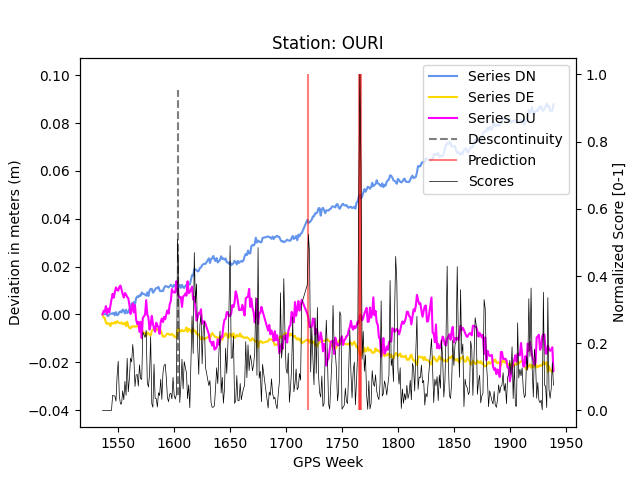 Station: OURI
Series DN
Series DE
Series DU
Descontinuity
Prediction
Scores
Deviation in meters (m)
0.10
0.08
0.06
0.04
0.02
0.00
−0.02
−0.04
1.0
0.8
0.6
0.4
0.2
0.0
Normalized Score [0-1]
1550 1600 1650 1700 1750 1800 1850 1900 1950
GPS Week